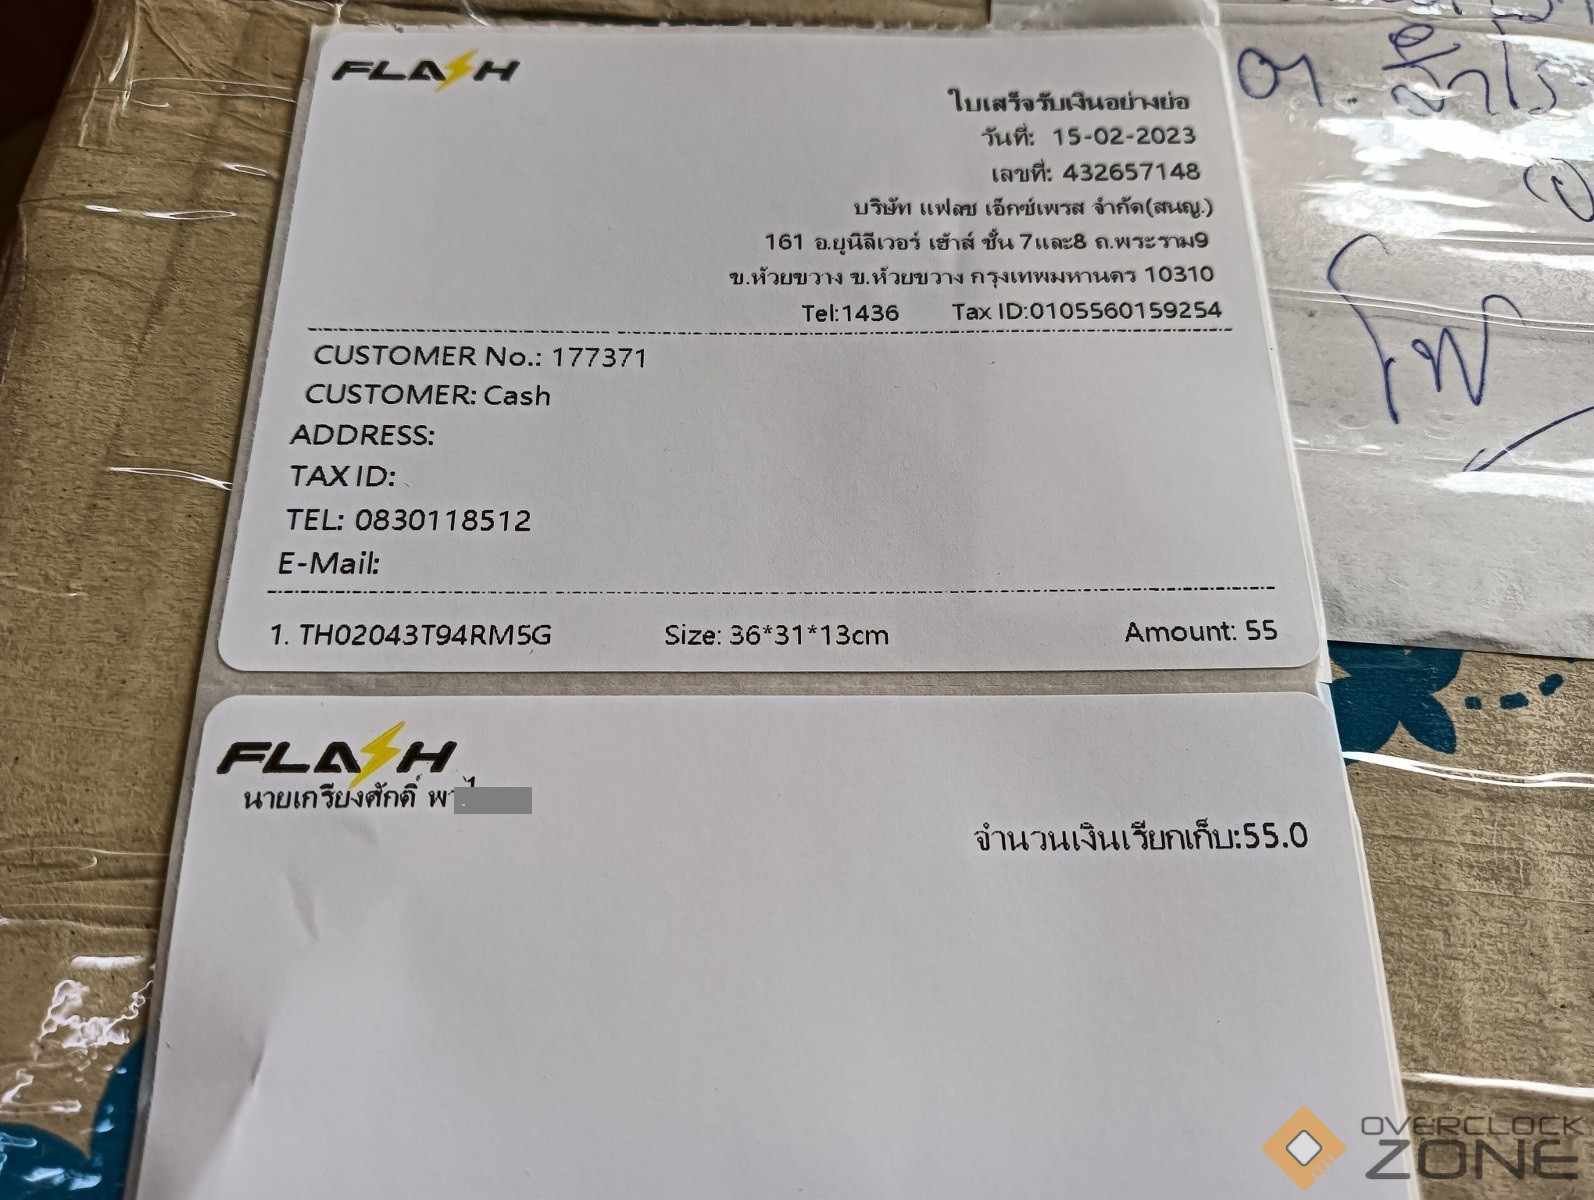 FLASH
ใบเสร็จรับเงินอย่างย่อ
วันที่: 15-02-2023
เลขที่: 432657148
บริษัท แฟลช เอ็กซ์เพรส จำกัด(สนญ.)
161 อ.ยูนิลีเวอร์ เฮ้าส์ ชั้น 7และ8 ถ.พระราม9
ข.ห้วยขวาง ข.ห้วยขวาง กรุงเทพมหานคร 10310
Tel:1436 Tax ID:0105560159254
CUSTOMER No.: 177371
CUSTOMER: Cash
ADDRESS:
TAX ID:
TEL: 0830118512
E-Mail:
1. TH02043T94RM5G Size: 36*31*13cm Amount: 55
FLASH
นายเกรียงศักดิ์
จำนวนเงินเรียกเก็บ:55.0
OVERCLOCK
ZONE